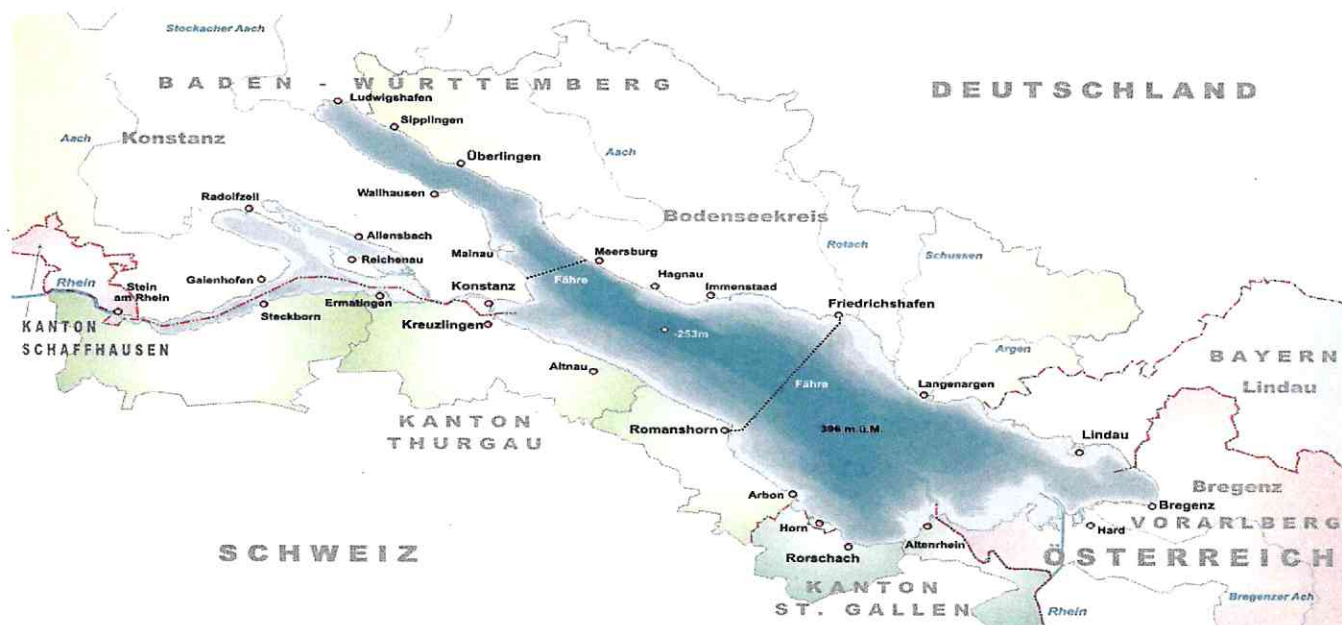 Stockacher Aach
BADEN - WÜRTTEMBERG
DEUTSCHLAND
Ludwigshafen
Sipplingen
Konstanz
Aach
Überlingen
Aach
Wallhausen
Radolfzell
Bodenseekreis
Allensbach
Mainau
Meersburg
Rotach
Schussen
Reichenau
Gaienhofen
Fähre
Hagnau
Immenstaad
Rhein
Stein
am Rhein
Ermatingen
Konstanz
Steckborn
Friedrichshafen
KANTON
SCHAFFHAUSEN
Kreuzlingen
-253m
Argen
BAYERN
Altnau
Fähre
Langenargen
Lindau
KANTON
THURGAU
Romanshorn
396 m.ü.M.
Lindau
Arbon
Bregenz
Bregenz
Horn
Altenrhein
Hard
VORARLBERG
SCHWEIZ
Rorschach
ÖSTERREICH
KANTON
ST. GALLEN
Rhein
Bregenzer Ach